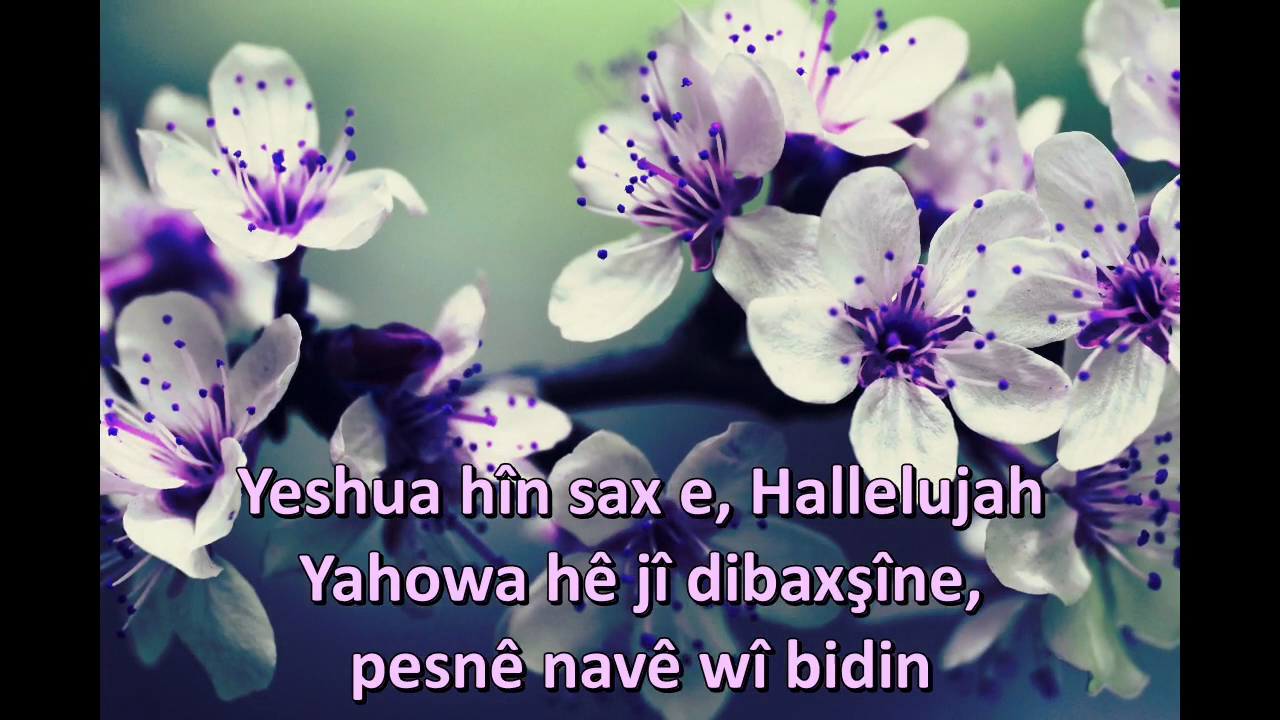 Yeshua hîn sax e, Hallelujah
Yahowa hê jî dibaxşîne,
pesnê navê wî bidin